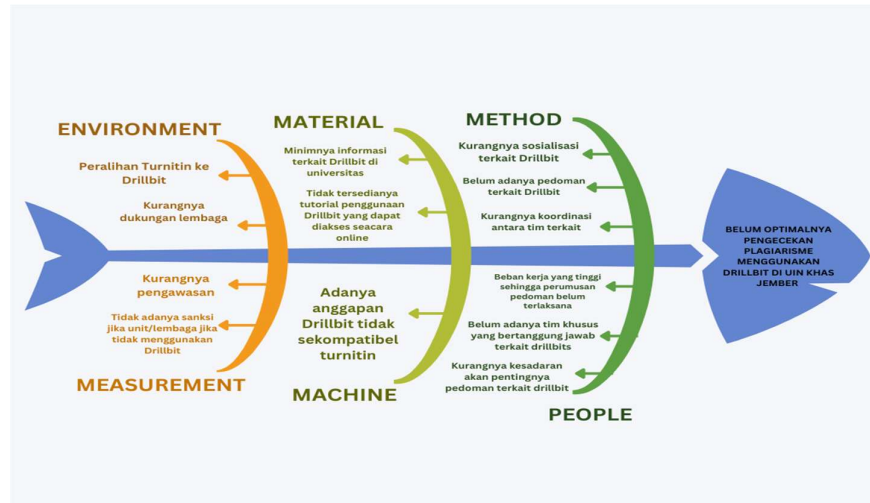 ENVIRONMENT
Peralihan Turnitin ke
Drillbit
Kurangnya
dukungan lembaga
MATERIAL
Minimnya informasi
terkait Drillbit di
universitas
Tidak tersedianya
tutorial penggunaan
Drillbit yang dapat
diakses seacara
online
METHOD
Kurangnya sosialisasi
terkait Drillbit
Belum adanya pedoman
terkait Drillbit
Kurangnya koordinasi
antara tim terkait
Kurangnya
pengawasan
Tidak adanya sanksi
jika unit/lembaga jika
tidak menggunakan
Drillbit
MEASUREMENT
Adanya
anggapan
Drillbit tidak
sekompatibel
turnitin
MACHINE
Beban kerja yang tinggi
sehingga perumusan
pedoman belum
terlaksana
Belum adanya tim khusus
yang bertanggung jawab
terkait drillbits
Kurangnya kesadaran
akan pentingnya
pedoman terkait drillbit
PEOPLE
BELUM OPTIMALNYA
PENGECEKAN
PLAGIARISME
MENGGUNAKAN
DRILLBIT DI UIN KHAS
JEMBER